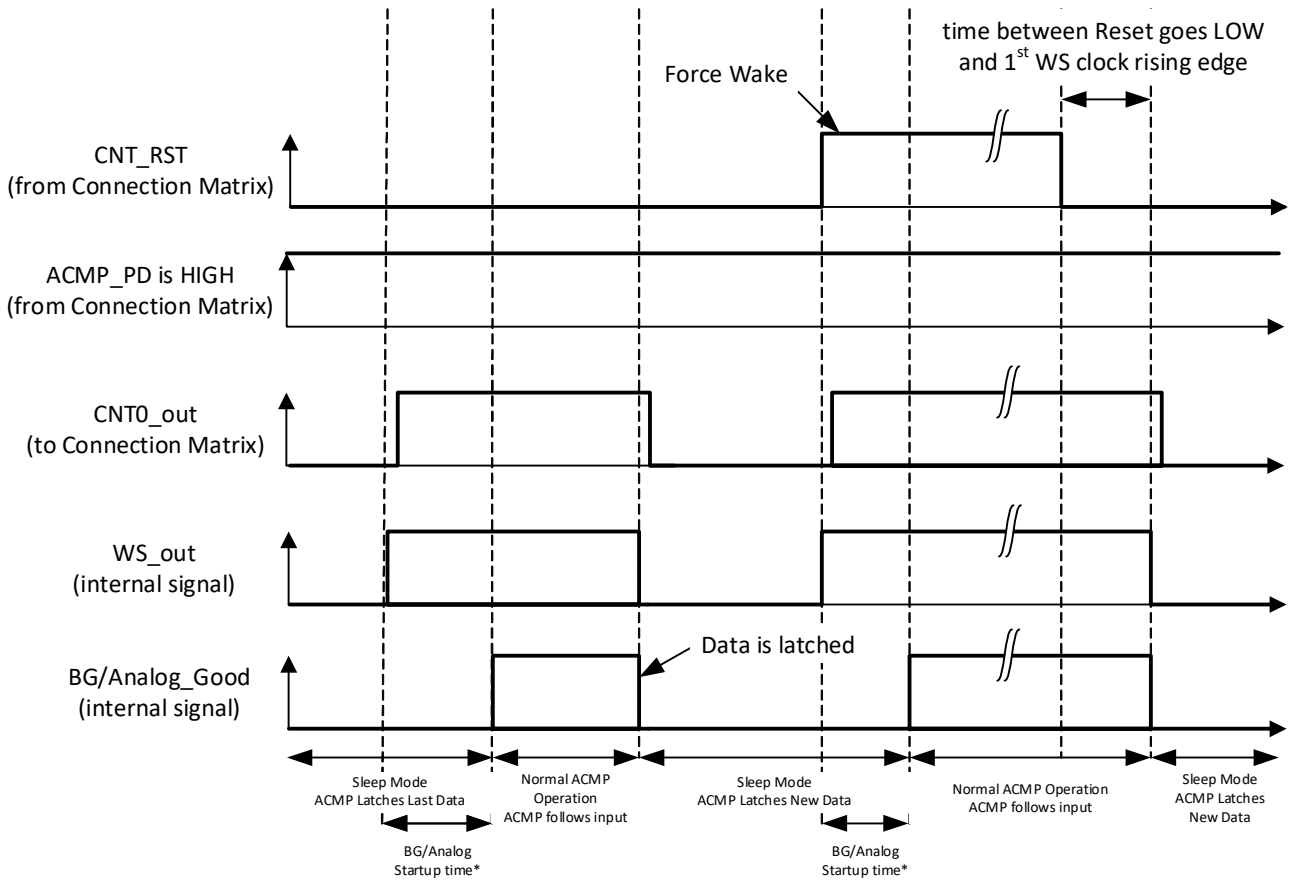 time between Reset goes LOW
and 1st WS clock rising edge
Force Wake
CNT_RST
(from Connection Matrix)
ACMP_PD is HIGH
(from Connection Matrix)
CNT0_out
(to Connection Matrix)
WS_out
(internal signal)
Data is latched
BG/Analog_Good
(internal signal)
Sleep Mode
ACMP Latches Last Data
Normal ACMP
Operation
ACMP follows input
Sleep Mode
ACMP Latches New Data
Normal ACMP Operation
ACMP follows input
Sleep Mode
ACMP Latches
New Data
BG/Analog
Startup time*
BG/Analog
Startup time*